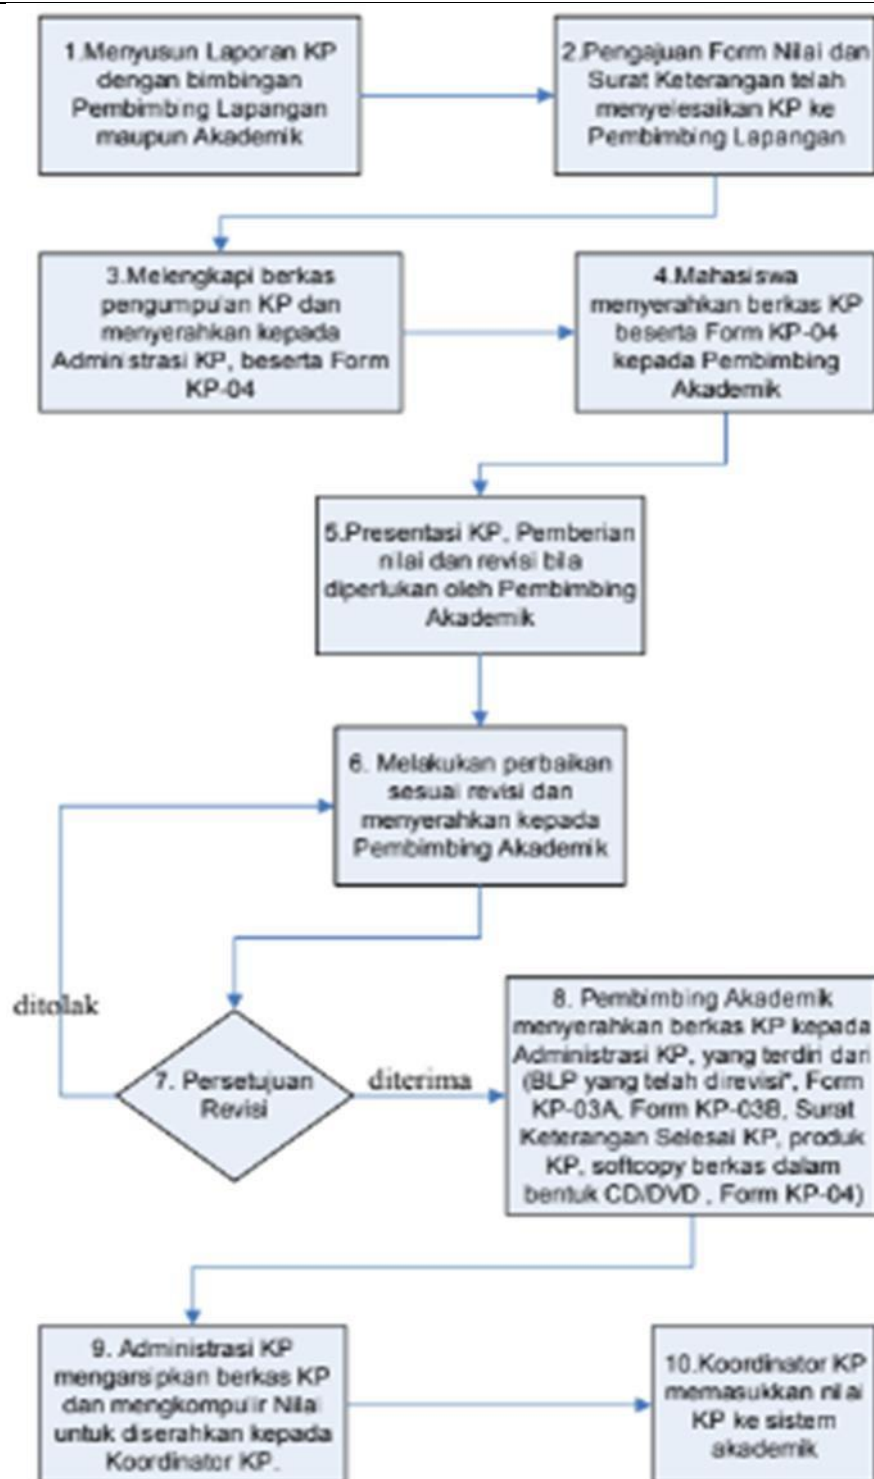 1.Menyusun Laporan KP
dengan bimbingan
Pembimbing Lapangan
maupun Akademik
2.Pengajuan Form Nilai dan
Surat Keterangan telah
menyelesaikan KP ke
Pembimbing Lapangan
3.Melengkapi berkas
pengumpulan KP dan
menyerahkan kepada
Administrasi KP, beserta Form
KP-04
4.Mahasiswa
menyerahkan berkas KP
beserta Form KP-04
kepada Pembimbing
Akademik
5.Presentasi KP, Pemberian
nilai dan revisi bila
diperlukan oleh Pembimbing
Akademik
6. Melakukan perbaikan
sesuai revisi dan
menyerahkan kepada
Pembimbing Akademik
ditolak
7. Persetujuan
Revisi
diterima
8. Pembimbing Akademik
menyerahkan berkas KP kepada
Administrasi KP, yang terdiri dari
(BLP yang telah direvisi*, Form
KP-03A, Form KP-03B, Surat
Keterangan Selesai KP, produk
KP, softcopy berkas dalam
bentuk CD/DVD , Form KP-04)
9. Administrasi KP
mengarsipkan berkas KP
dan mengkompulir Nilai
untuk diserahkan kepada
Koordinator KP.
10.Koordinator KP
memasukkan nilai
KP ke sistem
akademik